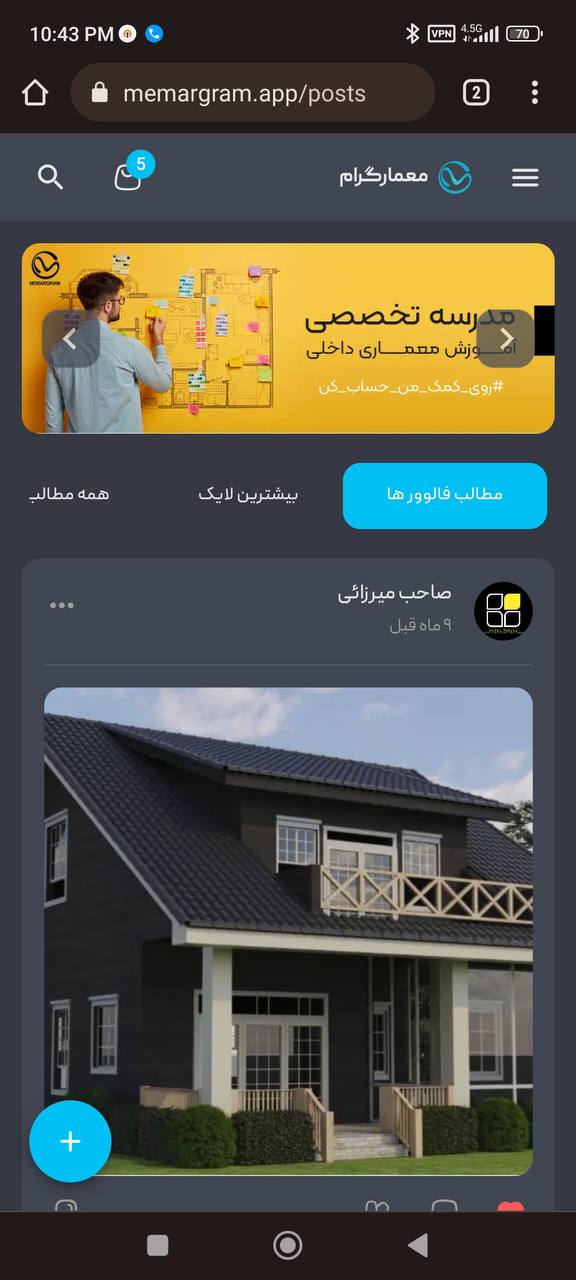 10:43 PM
VPN 4.5G 70
memargram.app/posts
2
5
معمارگرام
MEMARGRAM
مدرسه تخصصی
آموزش معمـــاری داخلی
#روی_کمک_من_حساب_کن
مطالب فالوور ها
بیشترین لایک
همه مطالب
صاحب میرزائی
۹ ماه قبل